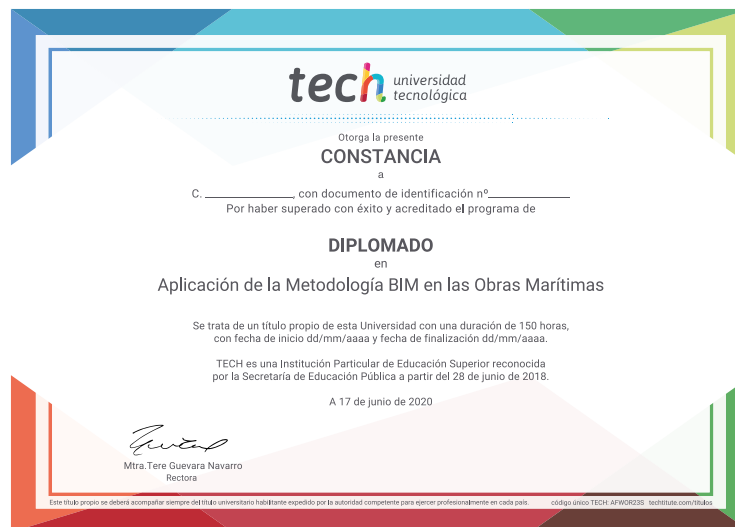 tech universidad
tecnológica
Otorga la presente
CONSTANCIA
a
C. ______________, con documento de identificación nº______________
Por haber superado con éxito y acreditado el programa de
DIPLOMADO
en
Aplicación de la Metodología BIM en las Obras Marítimas
Se trata de un título propio de esta Universidad con una duración de 150 horas,
con fecha de inicio dd/mm/aaaa y fecha de finalización dd/mm/aaaa.
TECH es una Institución Particular de Educación Superior reconocida
por la Secretaría de Educación Pública a partir del 28 de junio de 2018.
A 17 de junio de 2020
Mtra.Tere Guevara Navarro
Rectora
Este título propio se deberá acompañar siempre del título universitario habilitante expedido por la autoridad competente para ejercer profesionalmente en cada país. código único TECH: AFWOR23S techtitute.com/titulos